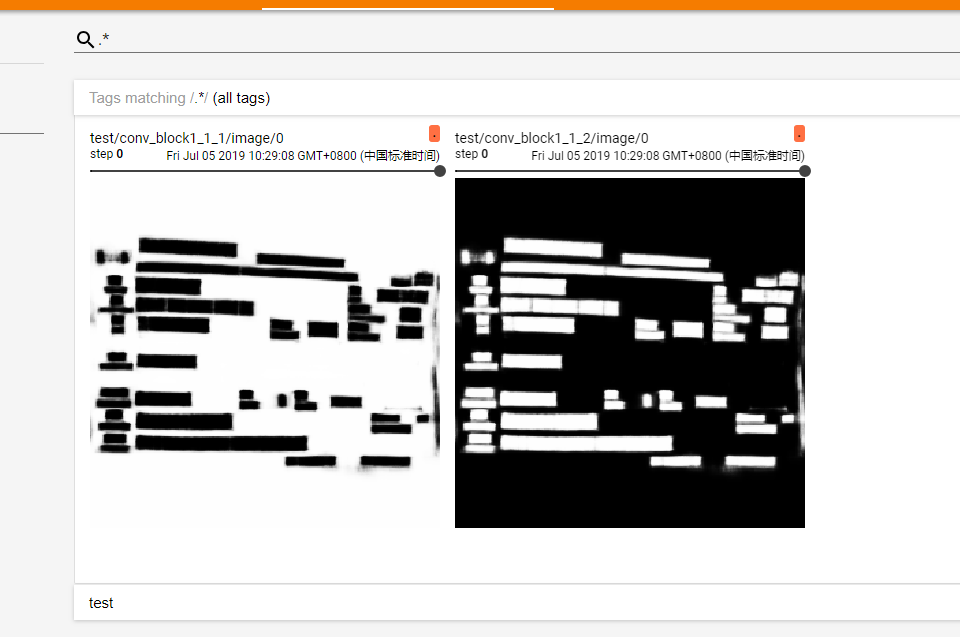 .*
Tags matching /.*/ (all tags)
test/conv_block1_1_1/image/0
step 0 Fri Jul 05 2019 10:29:08 GMT+0800 (中国标准时间)
test/conv_block1_1_2/image/0
step 0 Fri Jul 05 2019 10:29:08 GMT+0800 (中国标准时间)
test